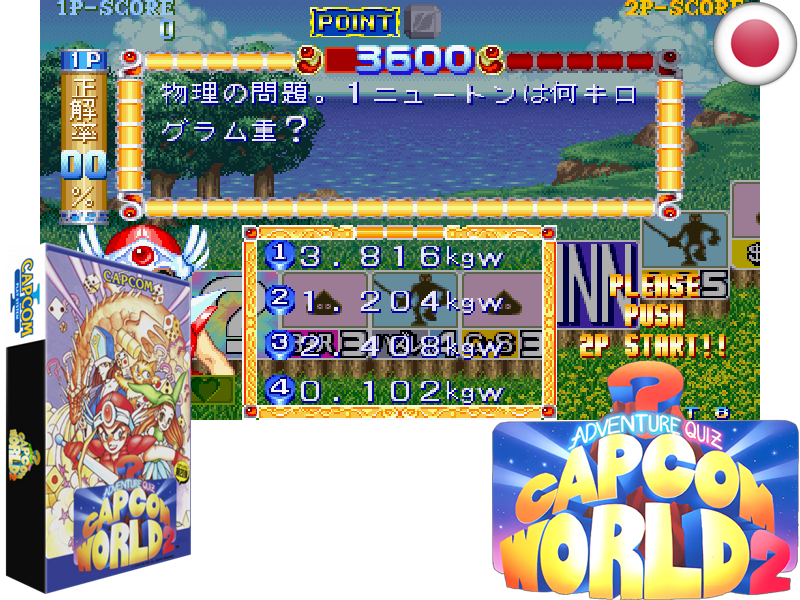 1P-SCORE
0
POINT
2P-SCORE
3600
1P
正解率
00
%
物理の問題。1ニュートンは何キロ
グラム重?
1 3.816kgw
2 1.204kgw
3 2.408kgw
4 0.102kgw
INN
PLEASE
PUSH
2P START!!
CAPCOM
CAPCOM
ADVENTURE QUIZ
CAPCOM
WORLD 2
?
ADVENTURE QUIZ
CAPCOM
WORLD 2